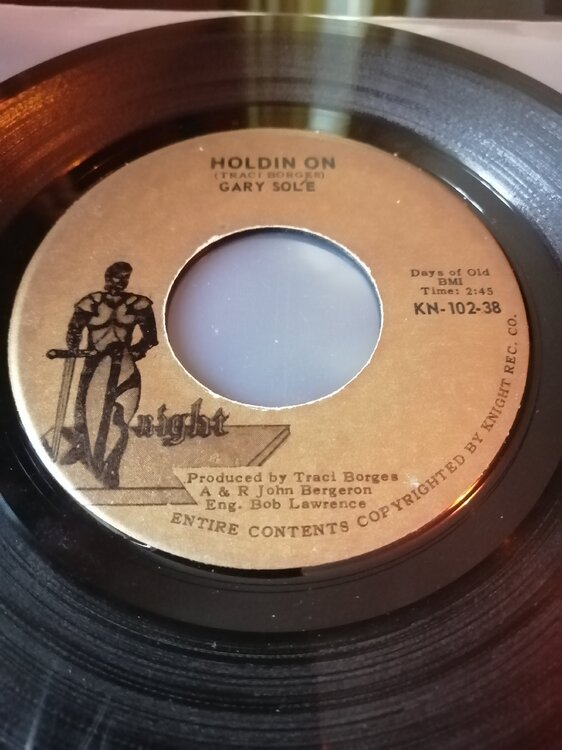 HOLDIN ON
(TRACI BORGES)
GARY SOL'E
Days of Old
BMI
Time: 2:45
KN-102-38
Knight
Produced by Traci Borges
A & R John Bergeron
Eng. Bob Lawrence
ENTIRE CONTENTS COPYRIGHTED BY KNIGHT REC. CO.